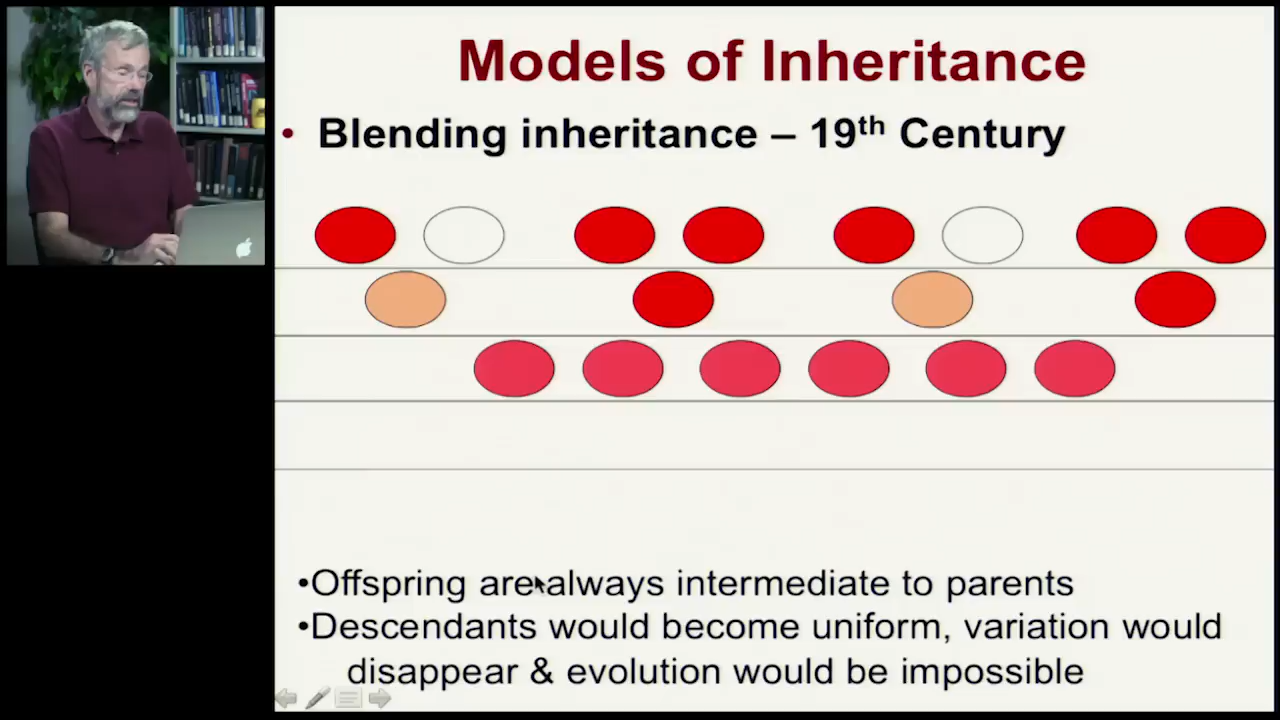 Models of Inheritance
• Blending inheritance – 19th Century
•Offspring are always intermediate to parents
•Descendants would become uniform, variation would
disappear & evolution would be impossible